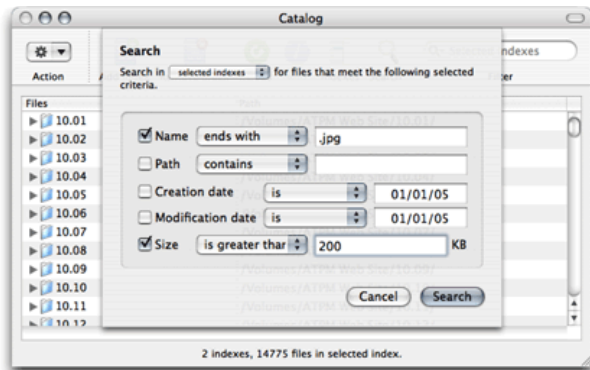 Catalog
Action
Search
Search in selected indexes for files that meet the following selected
criteria.
Name ends with .jpg
Path contains
Creation date is 01/01/05
Modification date is 01/01/05
Size is greater than 200 KB
Cancel Search
Files
10.01
10.02
10.03
10.04
10.05
10.06
10.07
10.08
10.09
10.10
10.11
10.12
2 indexes, 14775 files in selected index.